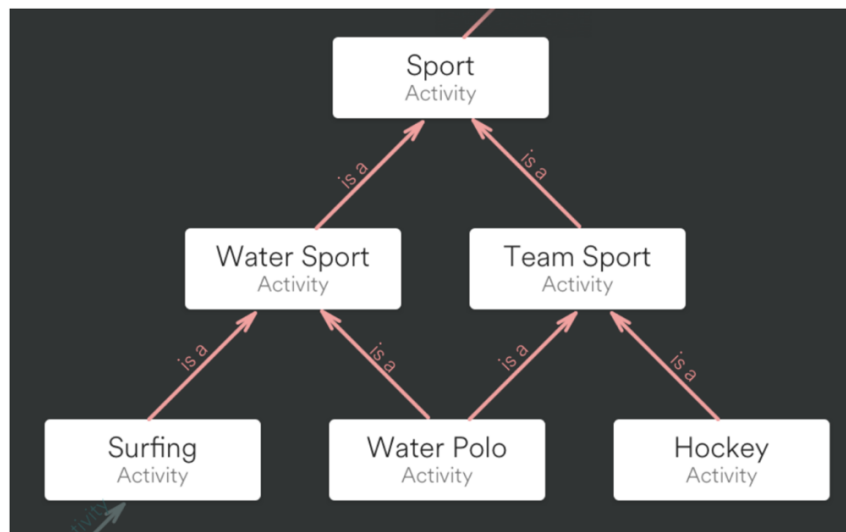 Sport
Activity
is a
is a
Water Sport
Activity
Team Sport
Activity
is a
is a
is a
is a
Surfing
Activity
Water Polo
Activity
Hockey
Activity